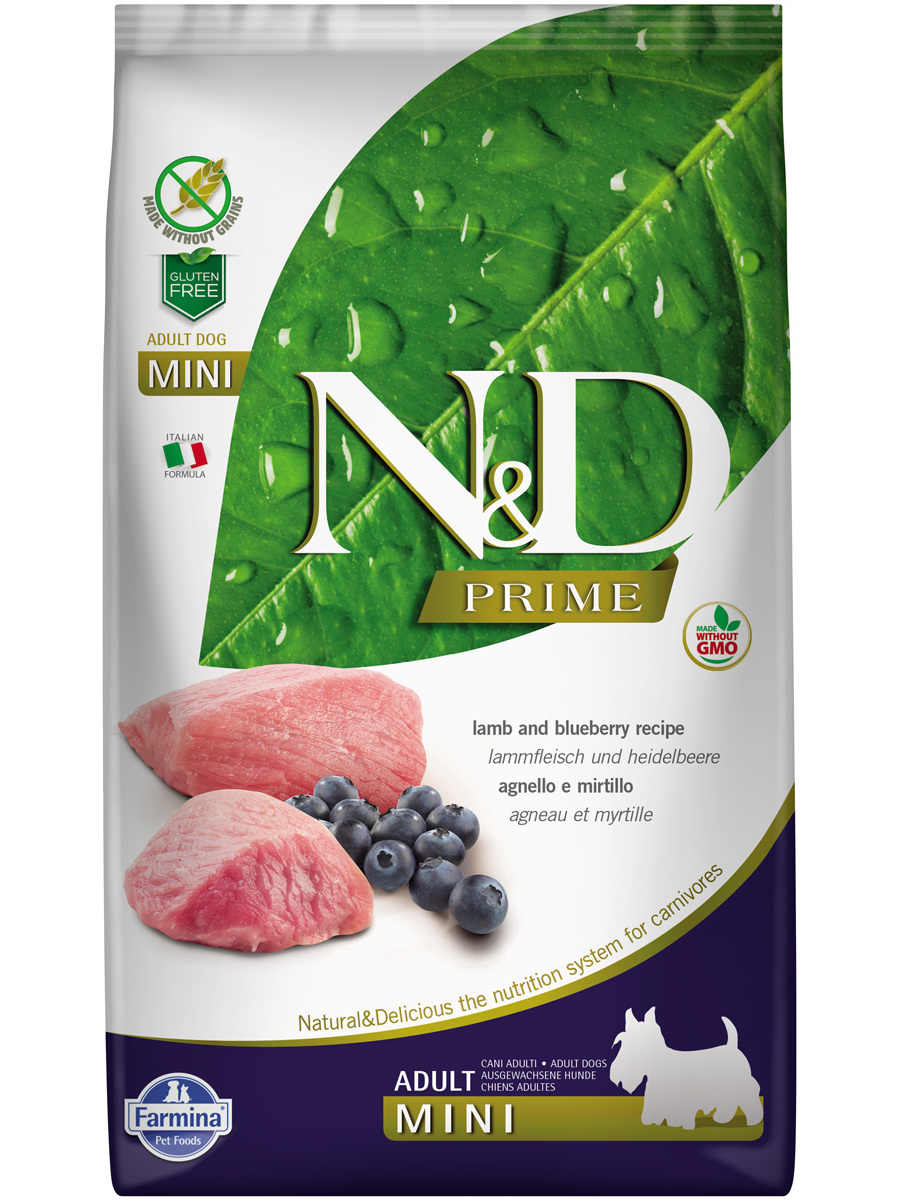 MADE WITHOUT GRAINS
GLUTEN
FREE
ADULT DOG
MINI
ITALIAN
FORMULA
N&D
PRIME
MADE
WITHOUT
GMO
lamb and blueberry recipe
lammfleisch und heidelbeere
agnello e mirtillo
agneau et myrtille
Natural&Delicious the nutrition system for carnivores
ADULT
CANI ADULTI • ADULT DOGS
AUSGEWACHSENE HUNDE
CHIENS ADULTES
MINI
Farmina®
Pet Foods